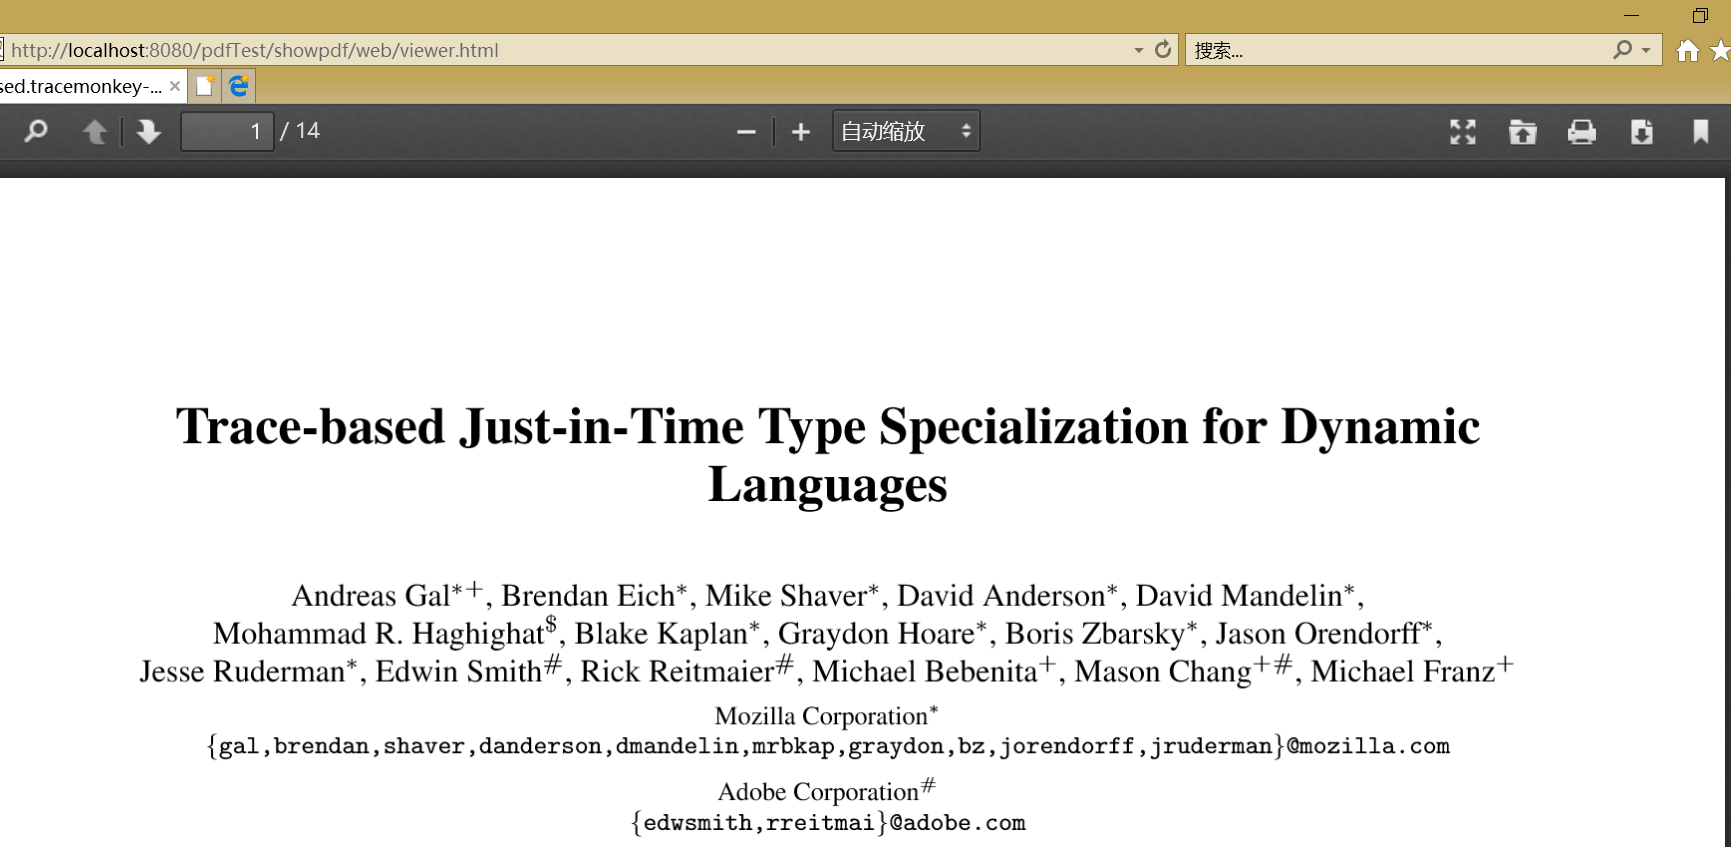 http://localhost:8080/pdfTest/showpdf/web/viewer.html
搜索...
sed.tracemonkey-...
1 / 14
自动缩放
Trace-based Just-in-Time Type Specialization for Dynamic
Languages
Andreas Gal*+, Brendan Eich*, Mike Shaver*, David Anderson*, David Mandelin*,
Mohammad R. Haghighat$, Blake Kaplan*, Graydon Hoare*, Boris Zbarsky*, Jason Orendorff*,
Jesse Ruderman*, Edwin Smith#, Rick Reitmaier#, Michael Bebenita+, Mason Chang+#, Michael Franz+
Mozilla Corporation*
{gal,brendan,shaver,danderson,dmandelin,mrbkap,graydon,bz,jorendorff,jruderman}@mozilla.com
Adobe Corporation#
{edwsmith,rreitmai}@adobe.com